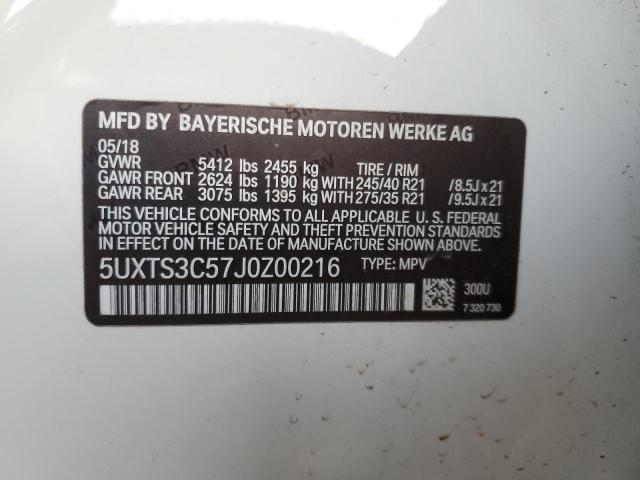 MFD BY BAYERISCHE MOTOREN WERKE AG
05/18
GVWR 5412 lbs 2455 kg TIRE / RIM
GAWR FRONT 2624 lbs 1190 kg WITH 245/40 R21 /8.5J x 21
GAWR REAR 3075 lbs 1395 kg WITH 275/35 R21 /9.5J x 21
THIS VEHICLE CONFORMS TO ALL APPLICABLE U. S. FEDERAL
MOTOR VEHICLE SAFETY, BUMPER, AND THEFT PREVENTION
STANDARDS IN EFFECT ON THE DATE OF MANUFACTURE SHOWN ABOVE.
5UXTS3C57J0Z00216 TYPE: MPV
300U
7 320 730